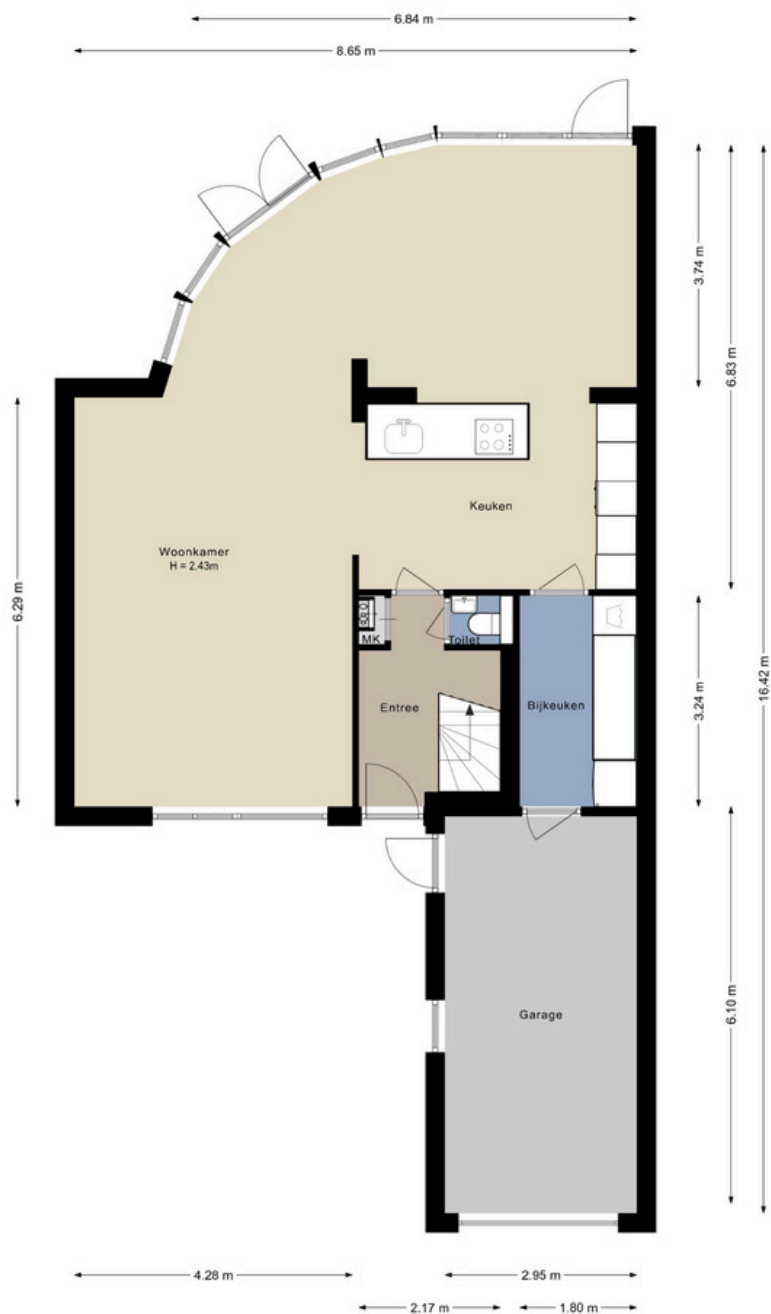 6.84 m
8.65 m
3.74 m
6.83 m
16.42 m
Keuken
Woonkamer
H = 2.43m
6.29 m
MK
Toilet
3.24 m
Entree
Bijkeuken
Garage
6.10 m
4.28 m
2.95 m
2.17 m
1.80 m